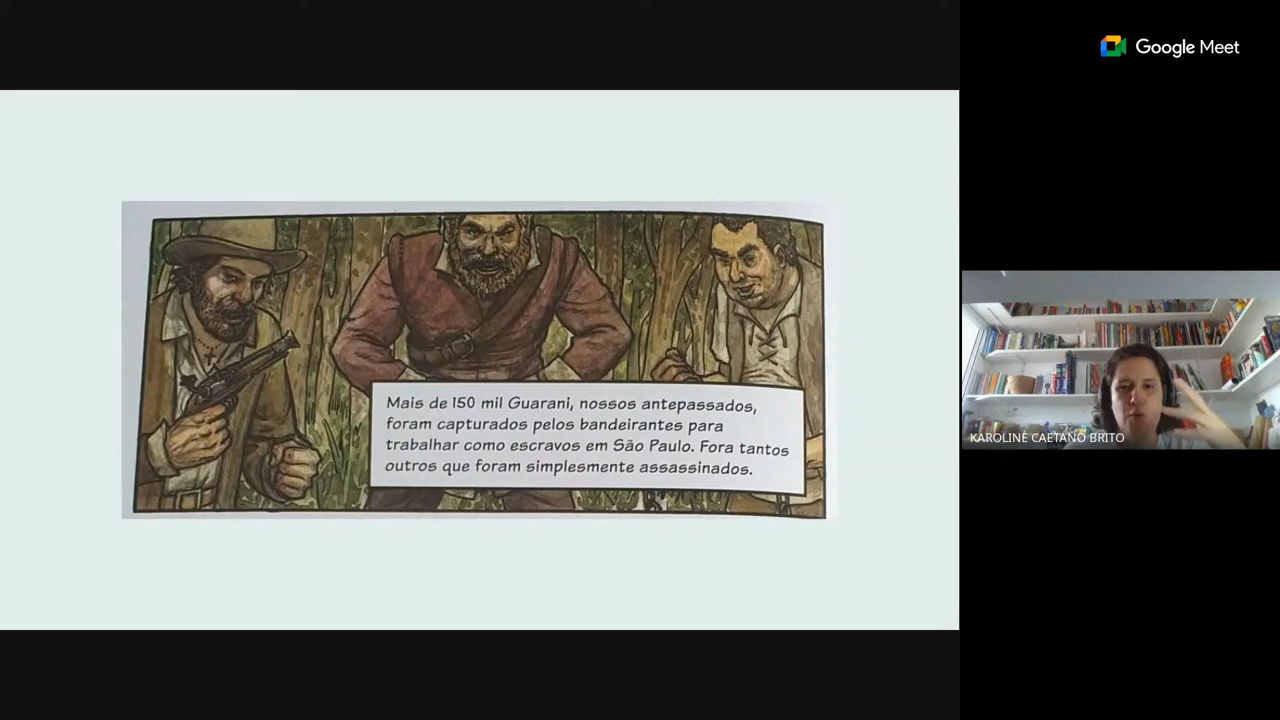 Google Meet
Mais de 150 mil Guarani, nossos antepassados,
foram capturados pelos bandeirantes para
trabalhar como escravos em São Paulo. Fora tantos
outros que foram simplesmente assassinados.
KAROLINE CAETANO BRITO